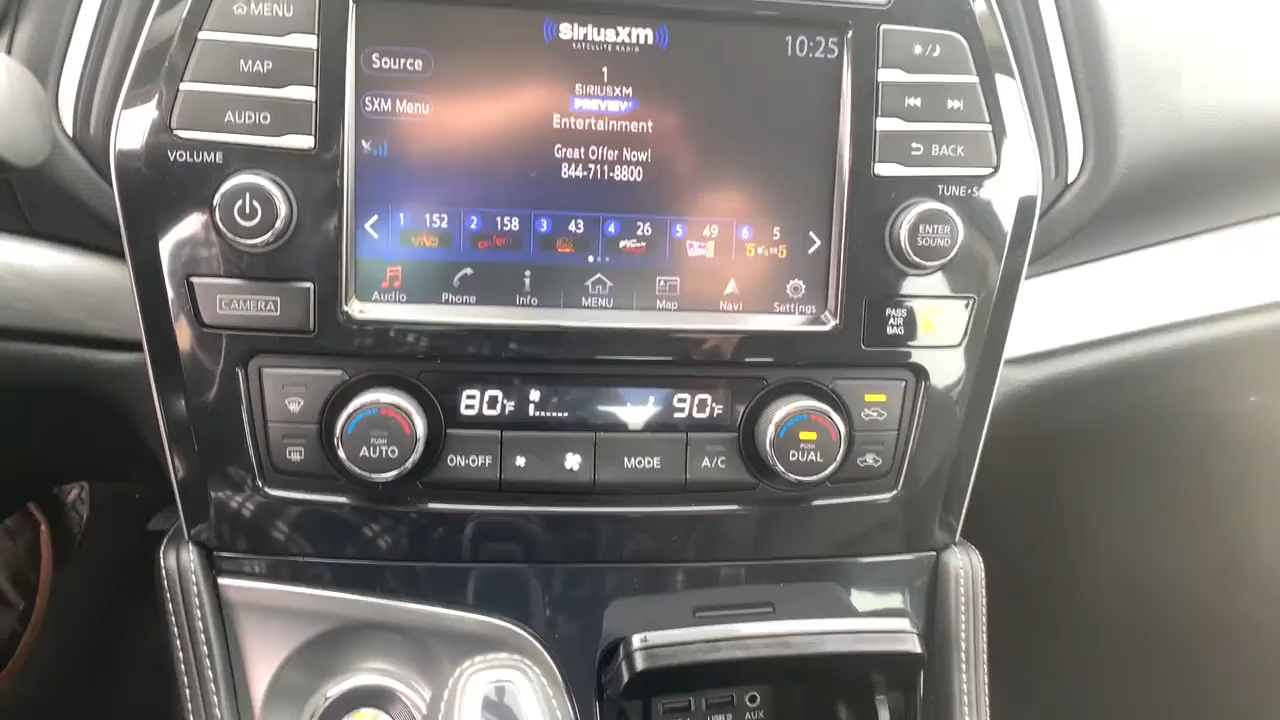 MENU
MAP
AUDIO
VOLUME
CAMERA
SiriusXM
SATELLITE RADIO
10:25
Source
SXM Menu
1
SIRIUSXM
PREVIEW
Entertainment
Great Offer Now!
844-711-8800
1 152 2 158 3 43 4 26 5 49 6 5
Audio Phone Info MENU Map Navi Settings
BACK
ENTER
SOUND
PASS
AIR
BAG
80°F
90°F
PUSH
AUTO
ON·OFF
MODE
A/C
PUSH
DUAL
AUX